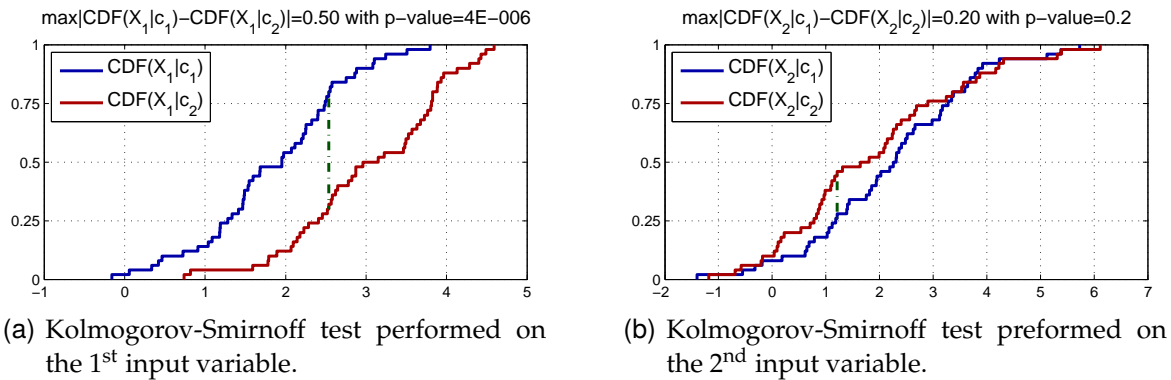 max|CDF(X₁|c₁)−CDF(X₁|c₂)|=0.50 with p−value=4E−006
1
0.75
0.5
0.25
0
CDF(X₁|c₁)
CDF(X₁|c₂)
−1 0 1 2 3 4 5
(a) Kolmogorov-Smirnoff test performed on
the 1st input variable.
max|CDF(X₂|c₁)−CDF(X₂|c₂)|=0.20 with p−value=0.2
1
0.75
0.5
0.25
0
CDF(X₂|c₁)
CDF(X₂|c₂)
−2 −1 0 1 2 3 4 5 6 7
(b) Kolmogorov-Smirnoff test preformed on
the 2nd input variable.